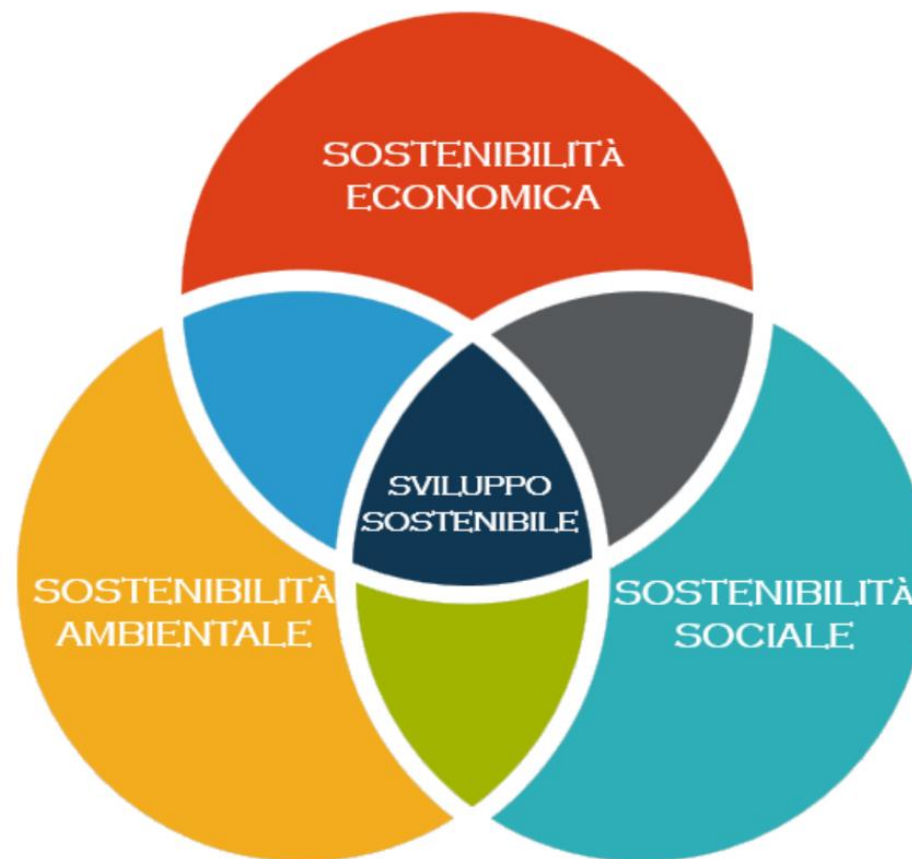 SOSTENIBILITÀ
ECONOMICA
SVILUPPO
SOSTENIBILE
SOSTENIBILITÀ
AMBIENTALE
SOSTENIBILITÀ
SOCIALE